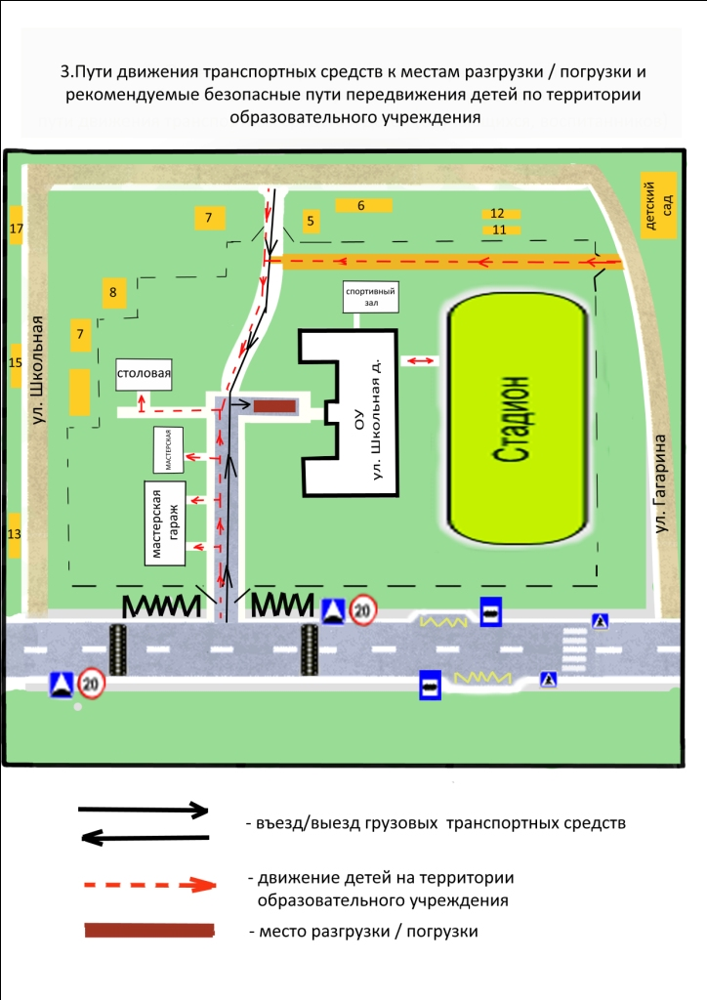 3.Пути движения транспортных средств к местам разгрузки / погрузки и
рекомендуемые безопасные пути передвижения детей по территории
образовательного учреждения
детский
сад
6
12
11
7
5
17
8
спортивный
зал
7
15
ул. Школьная
столовая
ОУ
ул. Школьная д.
Стадион
МАСТЕРСКАЯ
мастерская
гараж
ул. Гагарина
13
20
20
- въезд/выезд грузовых транспортных средств
- движение детей на территории
образовательного учреждения
- место разгрузки / погрузки